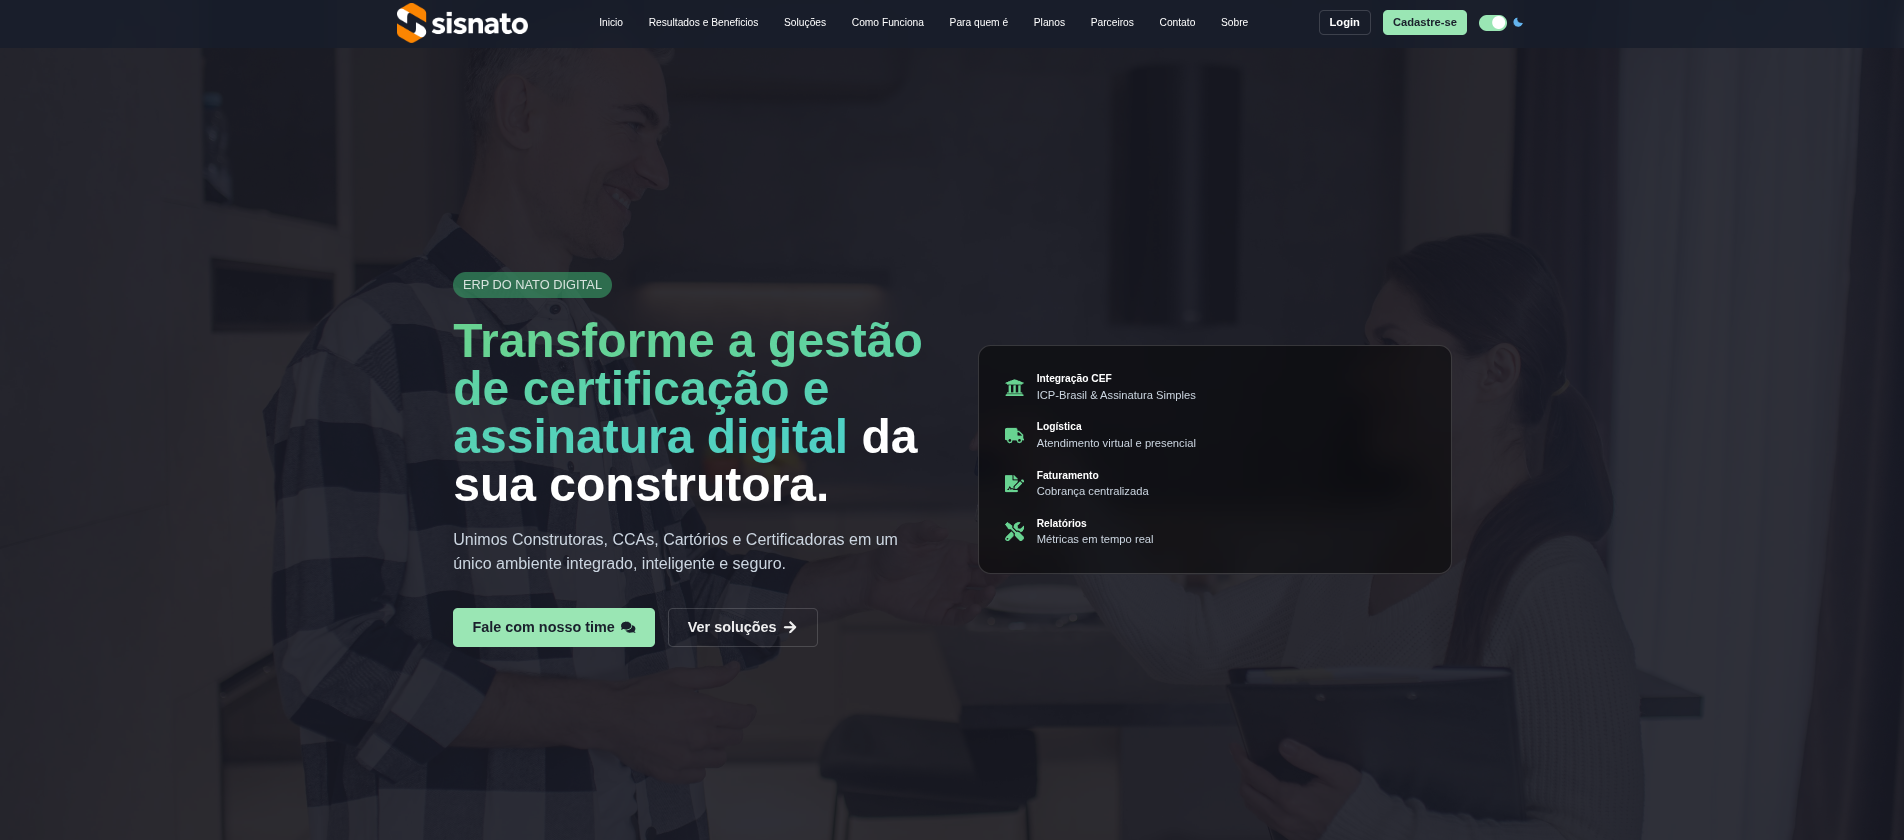 sisnato
Inicio
Resultados e Beneficios
Soluções
Como Funciona
Para quem é
Planos
Parceiros
Contato
Sobre
Login
Cadastre-se
ERP DO NATO DIGITAL
Transforme a gestão
de certificação e
assinatura digital da
sua construtora.
Unimos Construtoras, CCAs, Cartórios e Certificadoras em um
único ambiente integrado, inteligente e seguro.
Fale com nosso time
Ver soluções
Integração CEF
ICP-Brasil & Assinatura Simples
Logística
Atendimento virtual e presencial
Faturamento
Cobrança centralizada
Relatórios
Métricas em tempo real